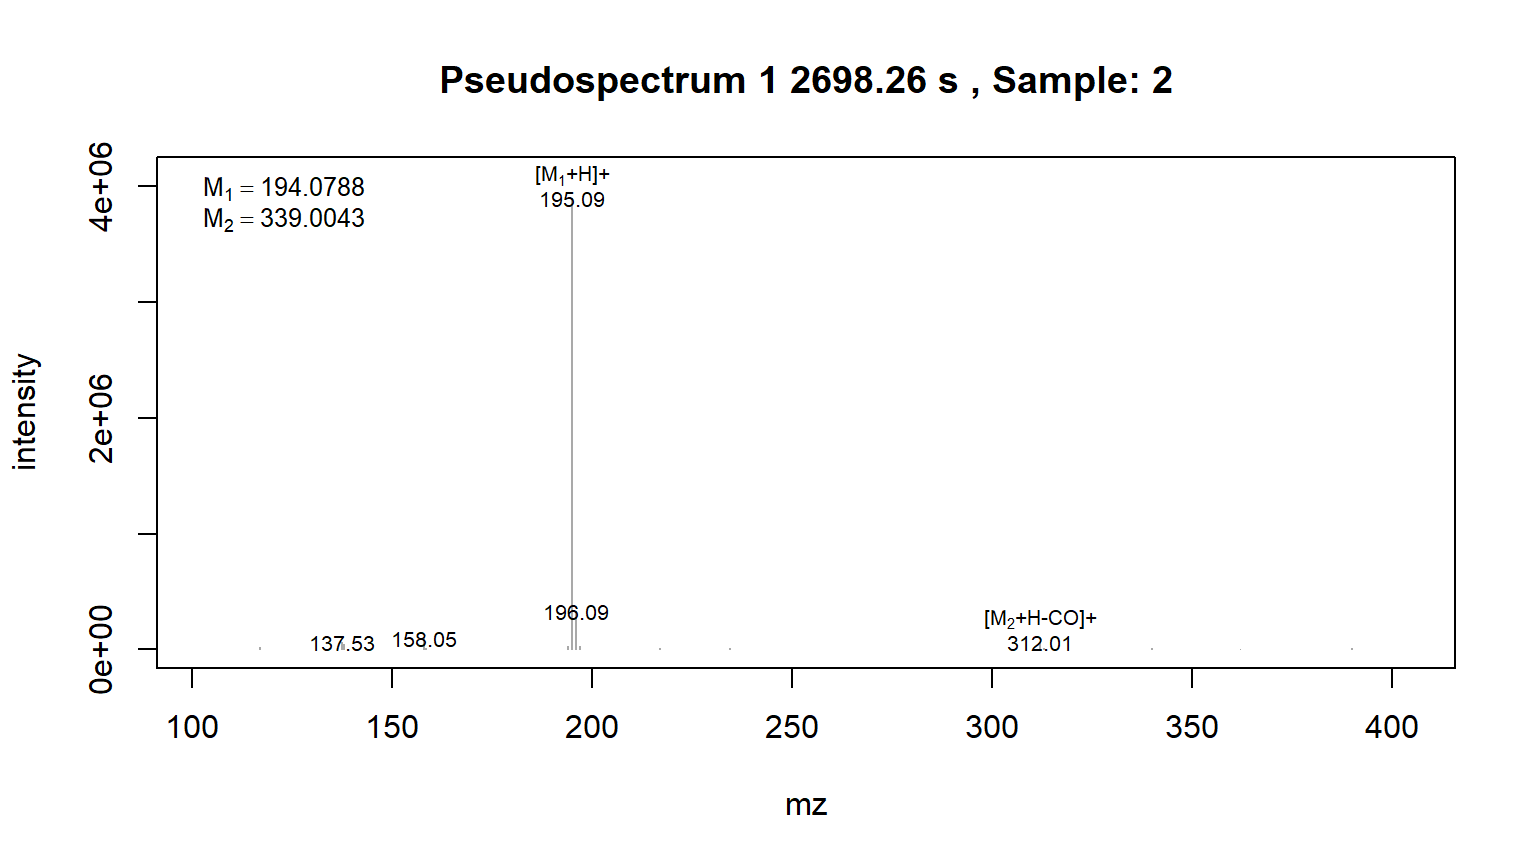 Pseudospectrum 1 2698.26 s , Sample: 2
M₁ = 194.0788
M₂ = 339.0043
[M₁+H]+
195.09
196.09
137.53
158.05
[M₂+H-CO]+
312.01
4e+06
2e+06
0e+00
intensity
100 150 200 250 300 350 400
mz